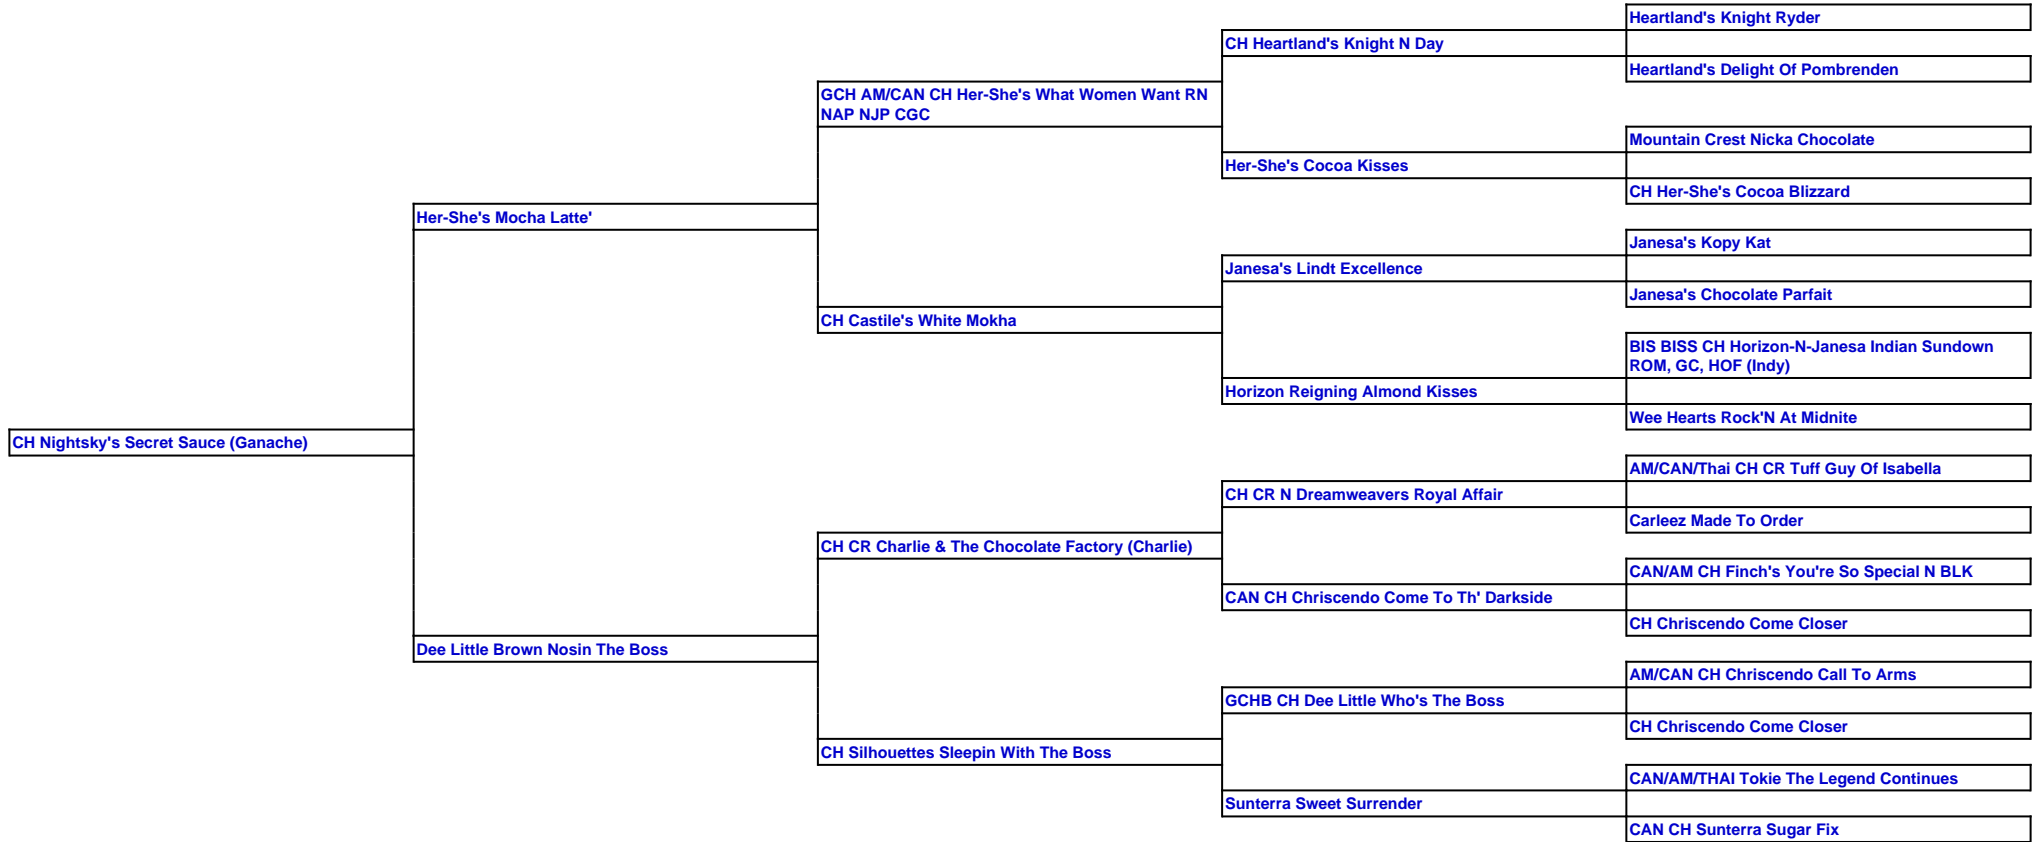 Heartland's Knight Ryder
CH Heartland's Knight N Day
Heartland's Delight Of Pombrenden
GCH AM/CAN CH Her-She's What Women Want RN
NAP NJP CGC
Mountain Crest Nicka Chocolate
Her-She's Cocoa Kisses
CH Her-She's Cocoa Blizzard
Her-She's Mocha Latte'
Janesa's Kopy Kat
Janesa's Lindt Excellence
Janesa's Chocolate Parfait
CH Castile's White Mokha
BIS BISS CH Horizon-N-Janesa Indian Sundown
ROM, GC, HOF (Indy)
Horizon Reigning Almond Kisses
Wee Hearts Rock'N At Midnite
CH Nightsky's Secret Sauce (Ganache)
AM/CAN/Thai CH CR Tuff Guy Of Isabella
CH CR N Dreamweavers Royal Affair
Carleez Made To Order
CH CR Charlie & The Chocolate Factory (Charlie)
CAN/AM CH Finch's You're So Special N BLK
CAN CH Chriscendo Come To Th' Darkside
CH Chriscendo Come Closer
Dee Little Brown Nosin The Boss
AM/CAN CH Chriscendo Call To Arms
GCHB CH Dee Little Who's The Boss
CH Chriscendo Come Closer
CH Silhouettes Sleepin With The Boss
CAN/AM/THAI Tokie The Legend Continues
Sunterra Sweet Surrender
CAN CH Sunterra Sugar Fix